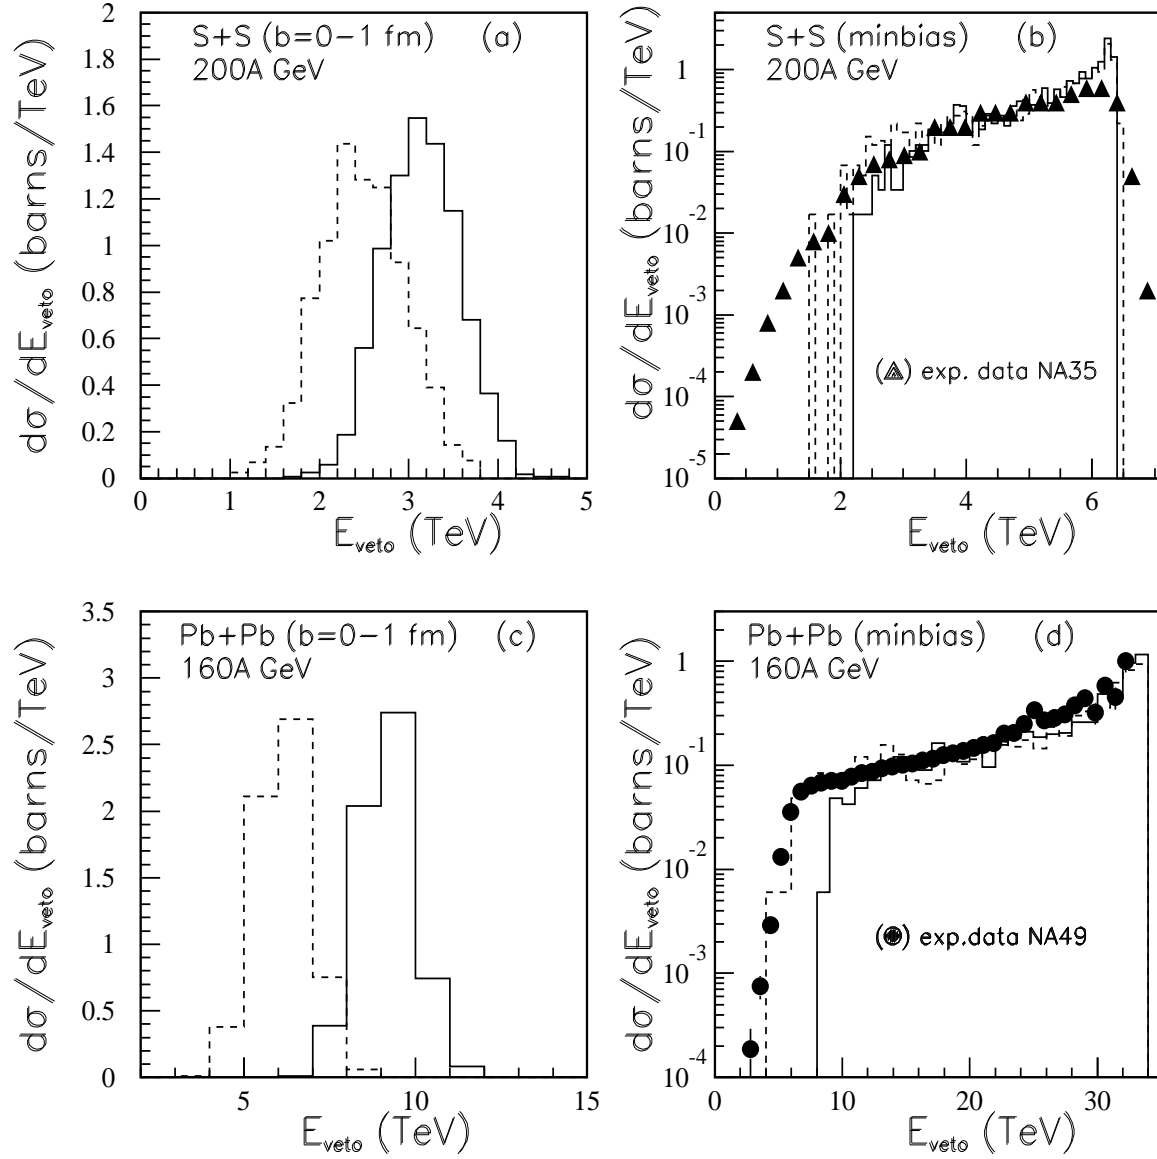 S+S (b=0−1 fm) (a)
200A GeV
dσ/dE_veto (barns/TeV)
2
1.8
1.6
1.4
1.2
1
0.8
0.6
0.4
0.2
0
0 1 2 3 4 5
E_veto (TeV)
S+S (minbias) (b)
200A GeV
dσ/dE_veto (barns/TeV)
1
10^-1
10^-2
10^-3
10^-4
10^-5
(▲) exp. data NA35
0 2 4 6
E_veto (TeV)
Pb+Pb (b=0−1 fm) (c)
160A GeV
dσ/dE_veto (barns/TeV)
3.5
3
2.5
2
1.5
1
0.5
0
5 10 15
E_veto (TeV)
Pb+Pb (minbias) (d)
160A GeV
dσ/dE_veto (barns/TeV)
1
10^-1
10^-2
10^-3
10^-4
(●) exp.data NA49
0 10 20 30
E_veto (TeV)